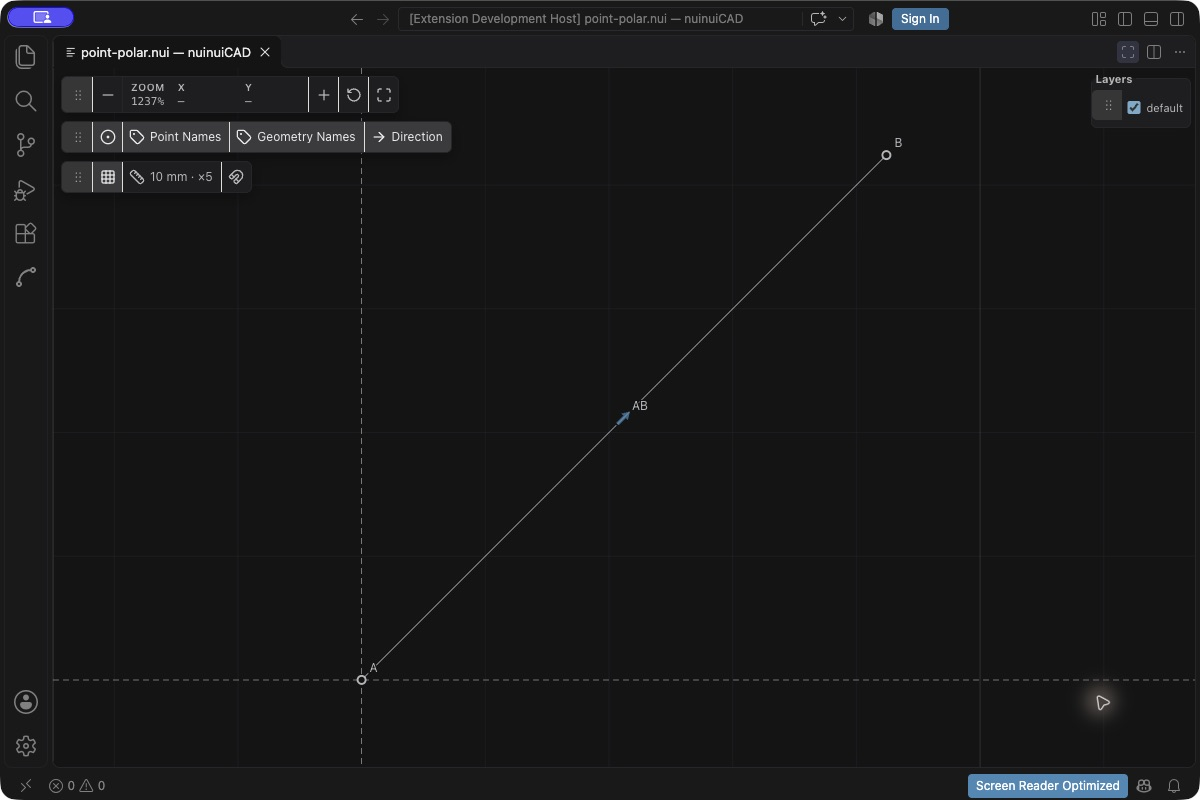 [Extension Development Host] point-polar.nui — nuinuiCAD
Sign In
point-polar.nui — nuinuiCAD
ZOOM X Y
1237% – –
Point Names Geometry Names Direction
10 mm · ×5
Layers
default
B
AB
A
0 0
Screen Reader Optimized